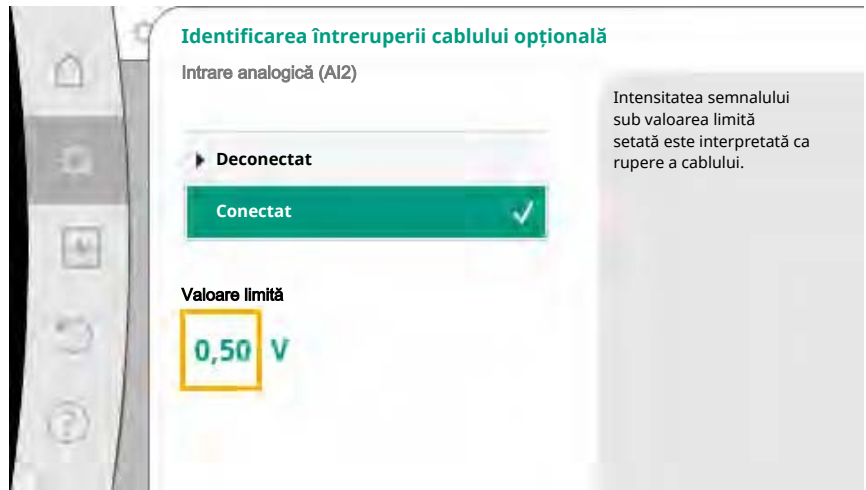 Identificarea întreruperii cablului opțională
Intrare analogică (AI2)
Intensitatea semnalului
sub valoarea limită
setată este interpretată ca
rupere a cablului.
Deconectat
Conectat
Valoare limită
0,50 V